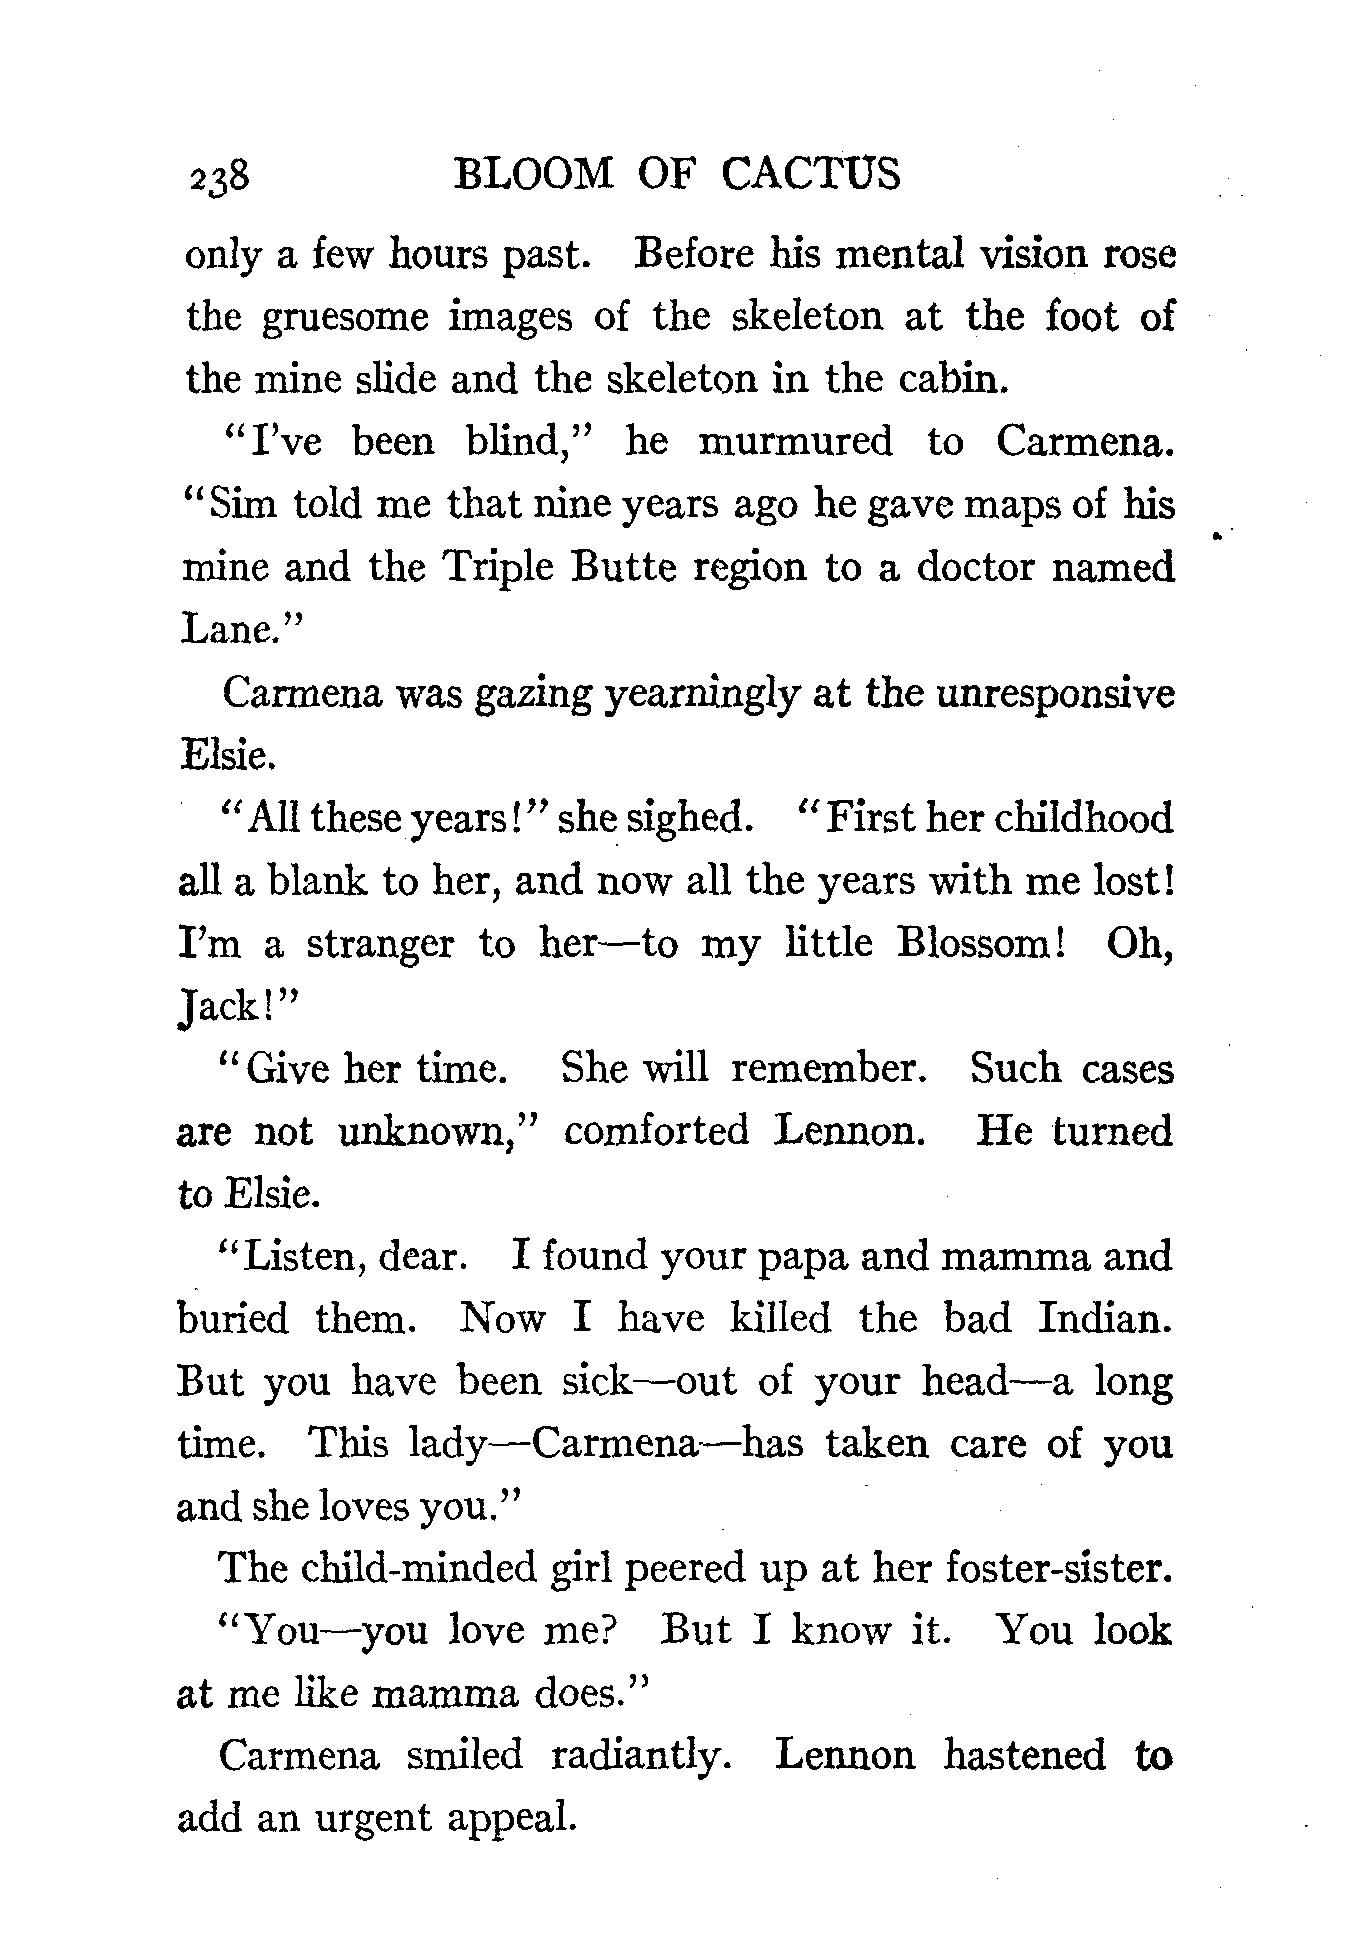 238 BLOOM OF CACTUS
only a few hours past. Before his mental vision rose
the gruesome images of the skeleton at the foot of
the mine slide and the skeleton in the cabin.
“I’ve been blind,” he murmured to Carmena.
“Sim told me that nine years ago he gave maps of his
mine and the Triple Butte region to a doctor named
Lane.”
Carmena was gazing yearningly at the unresponsive
Elsie.
“All these years!” she sighed. “First her childhood
all a blank to her, and now all the years with me lost!
I’m a stranger to her—to my little Blossom! Oh,
Jack!”
“Give her time. She will remember. Such cases
are not unknown,” comforted Lennon. He turned
to Elsie.
“Listen, dear. I found your papa and mamma and
buried them. Now I have killed the bad Indian.
But you have been sick—out of your head—a long
time. This lady—Carmena—has taken care of you
and she loves you.”
The child-minded girl peered up at her foster-sister.
“You—you love me? But I know it. You look
at me like mamma does.”
Carmena smiled radiantly. Lennon hastened to
add an urgent appeal.